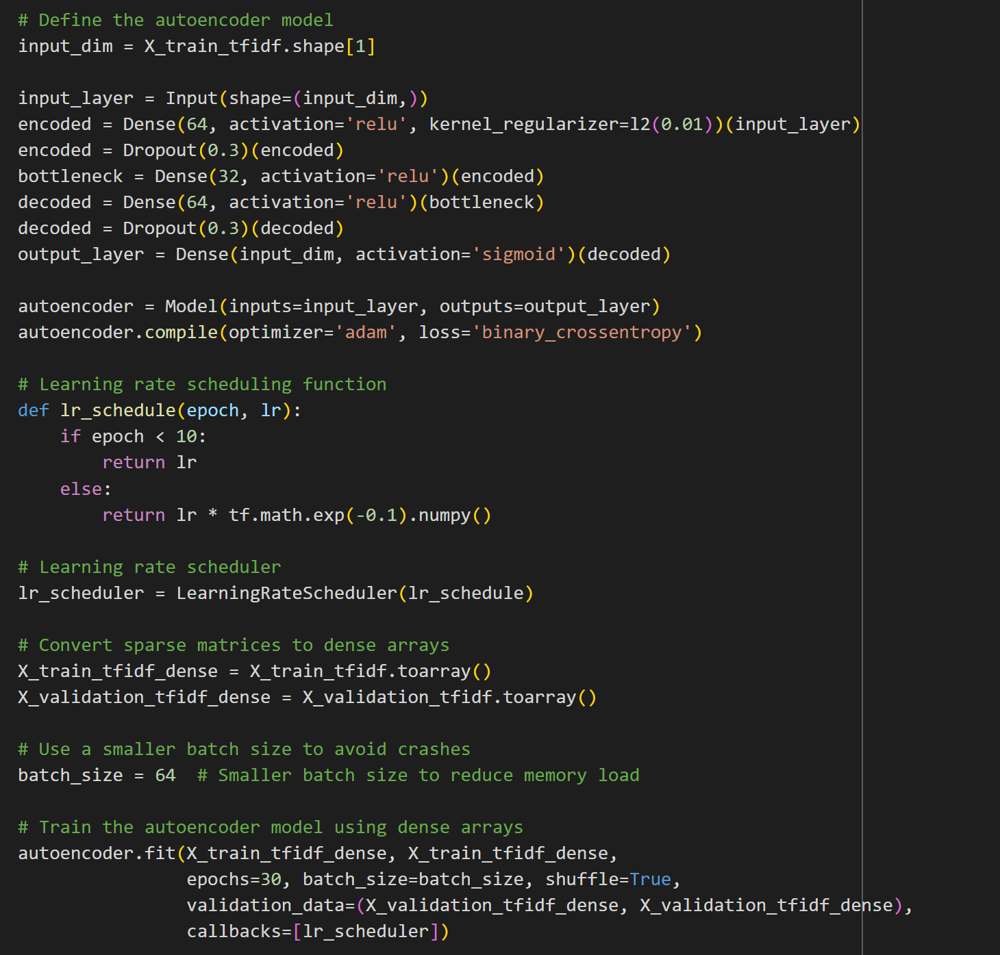 # Define the autoencoder model
input_dim = X_train_tfidf.shape[1]

input_layer = Input(shape=(input_dim,))
encoded = Dense(64, activation='relu', kernel_regularizer=l2(0.01))(input_layer)
encoded = Dropout(0.3)(encoded)
bottleneck = Dense(32, activation='relu')(encoded)
decoded = Dense(64, activation='relu')(bottleneck)
decoded = Dropout(0.3)(decoded)
output_layer = Dense(input_dim, activation='sigmoid')(decoded)

autoencoder = Model(inputs=input_layer, outputs=output_layer)
autoencoder.compile(optimizer='adam', loss='binary_crossentropy')

# Learning rate scheduling function
def lr_schedule(epoch, lr):
    if epoch < 10:
        return lr
    else:
        return lr * tf.math.exp(-0.1).numpy()

# Learning rate scheduler
lr_scheduler = LearningRateScheduler(lr_schedule)

# Convert sparse matrices to dense arrays
X_train_tfidf_dense = X_train_tfidf.toarray()
X_validation_tfidf_dense = X_validation_tfidf.toarray()

# Use a smaller batch size to avoid crashes
batch_size = 64  # Smaller batch size to reduce memory load

# Train the autoencoder model using dense arrays
autoencoder.fit(X_train_tfidf_dense, X_train_tfidf_dense,
                epochs=30, batch_size=batch_size, shuffle=True,
                validation_data=(X_validation_tfidf_dense, X_validation_tfidf_dense),
                callbacks=[lr_scheduler])